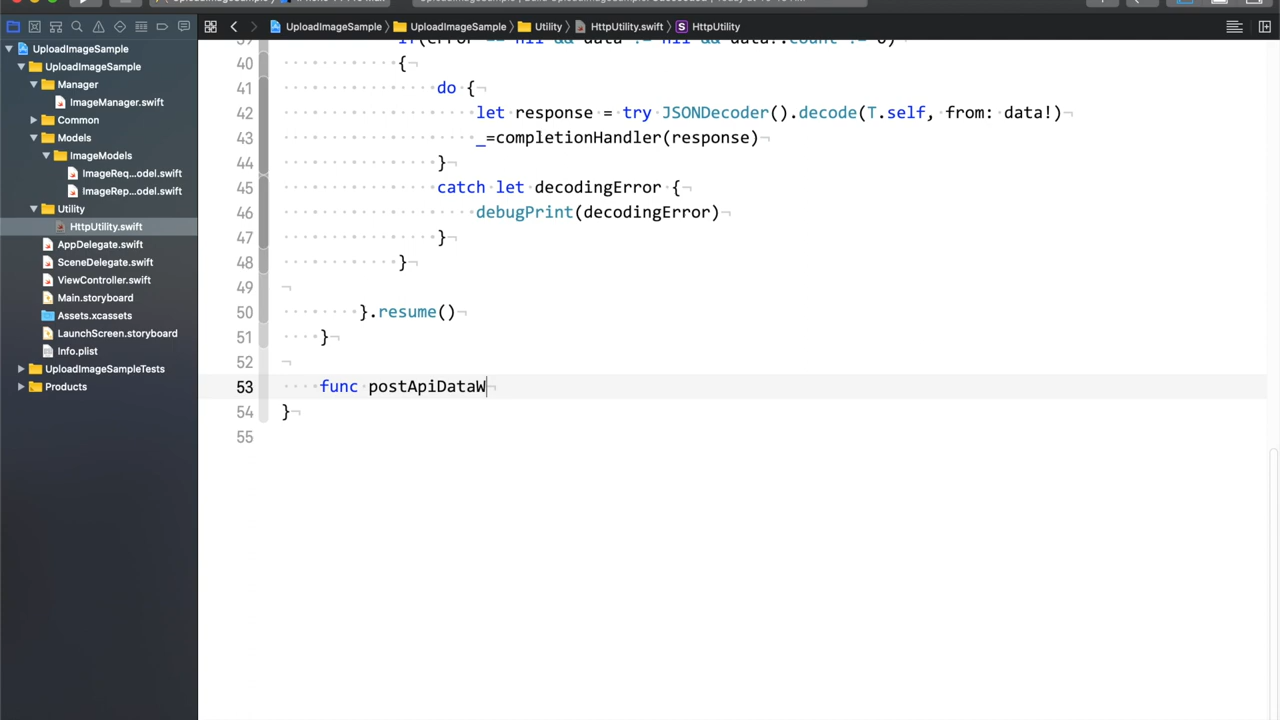 UploadImageSample
UploadImageSample
Utility
HttpUtility.swift
HttpUtility
UploadImageSample
UploadImageSample
Manager
ImageManager.swift
Common
Models
ImageModels
ImageReq...odel.swift
ImageRep...odel.swift
Utility
HttpUtility.swift
AppDelegate.swift
SceneDelegate.swift
ViewController.swift
Main.storyboard
Assets.xcassets
LaunchScreen.storyboard
Info.plist
UploadImageSampleTests
Products
40 {
41 do {
42 let response = try JSONDecoder().decode(T.self, from: data!)
43 _=completionHandler(response)
44 }
45 catch let decodingError {
46 debugPrint(decodingError)
47 }
48 }
49
50 }.resume()
51 }
52
53 func postApiDataW
54 }
55